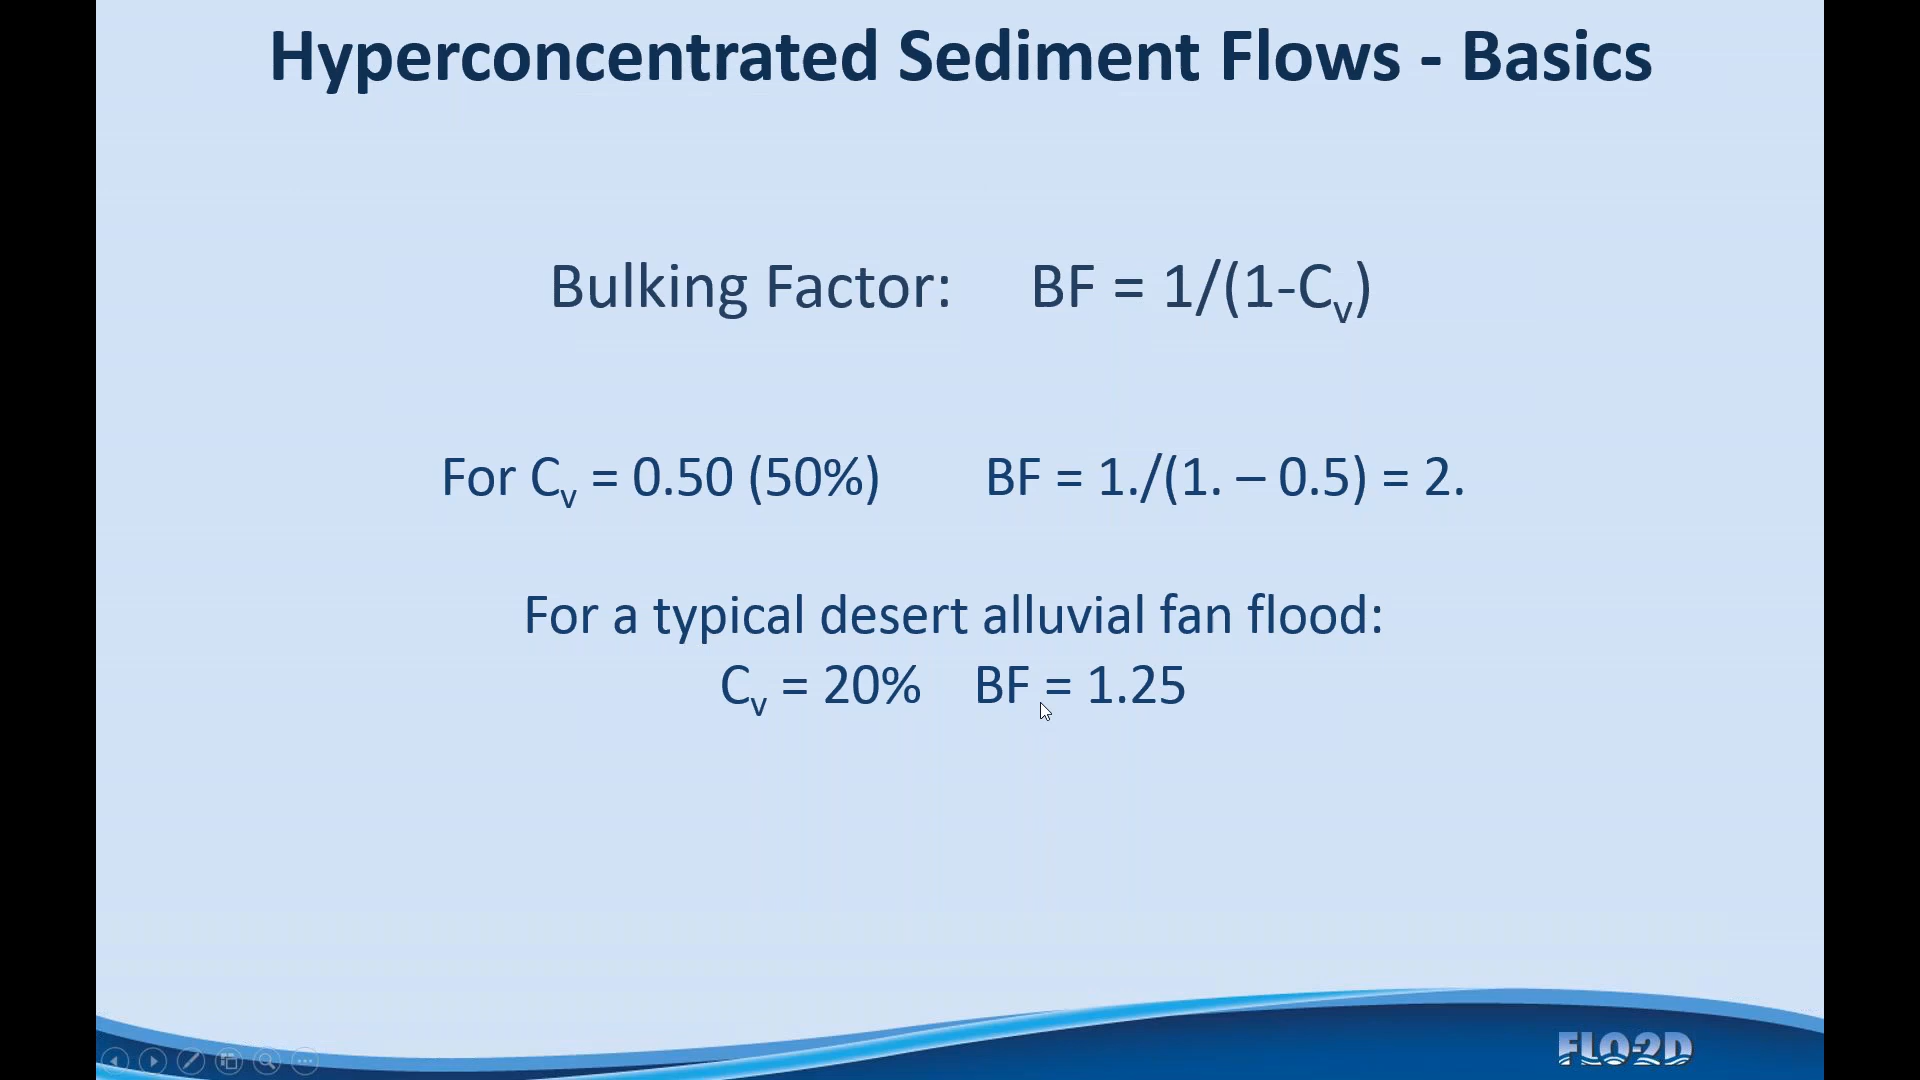 Hyperconcentrated Sediment Flows - Basics
Bulking Factor: BF = 1/(1-Cv)
For Cv = 0.50 (50%) BF = 1./(1. – 0.5) = 2.
For a typical desert alluvial fan flood:
Cv = 20% BF = 1.25
FLO-2D